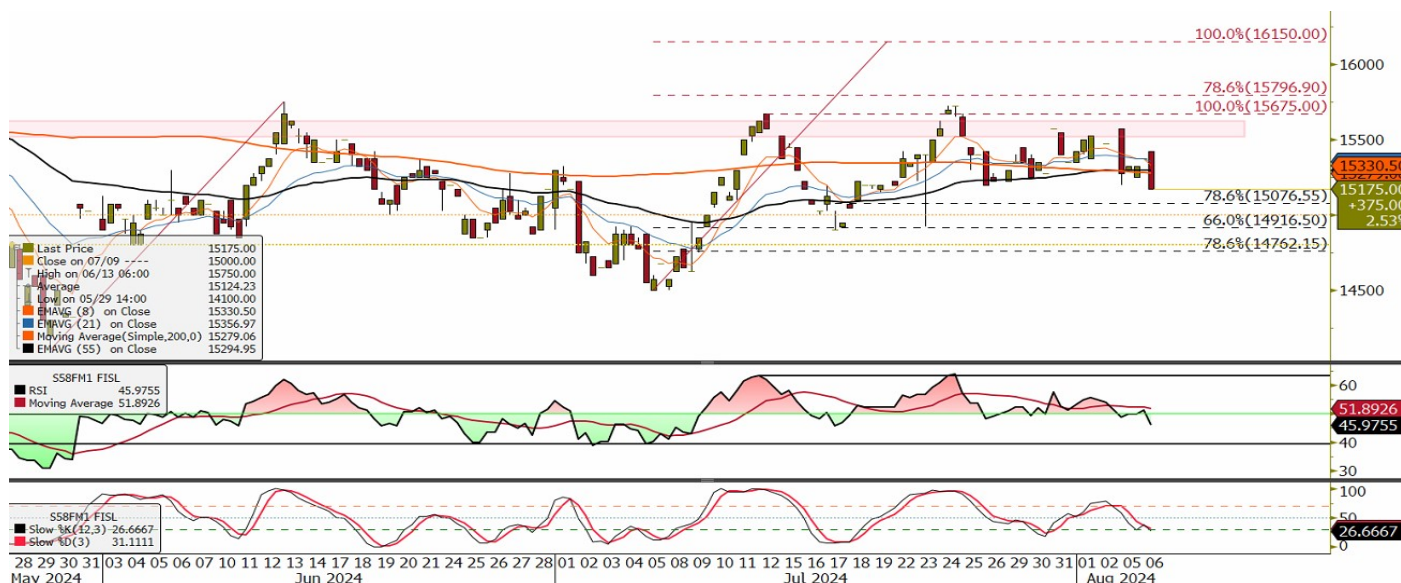 100.0%(16150.00)
16000
78.6%(15796.90)
100.0%(15675.00)
15500
15330.50
15175.00
+375.00
2.53%
78.6%(15076.55)
66.0%(14916.50)
78.6%(14762.15)
14500
Last Price 15175.00
Close on 07/09 ---- 15000.00
High on 06/13 06:00 15750.00
Average 15124.23
Low on 05/29 14:00 14100.00
EMAVG (8) on Close 15330.50
EMAVG (21) on Close 15356.97
Moving Average(Simple,200,0) 15279.06
EMAVG (55) on Close 15294.95
S58FM1 FISL
RSI 45.9755
Moving Average 51.8926
60
51.8926
45.9755
40
30
S58FM1 FISL
Slow %K(12,3) 26.6667
Slow %D(3) 31.1111
100
50
26.6667
0
28 29 30 31 03 04 05 06 07 10 11 12 13 14 17 18 19 20 21 24 25 26 27 28 01 02 03 04 05 08 09 10 11 12 15 16 17 18 19 22 23 24 25 26 29 30 31 01 02 05 06
May 2024 Jun 2024 Jul 2024 Aug 2024